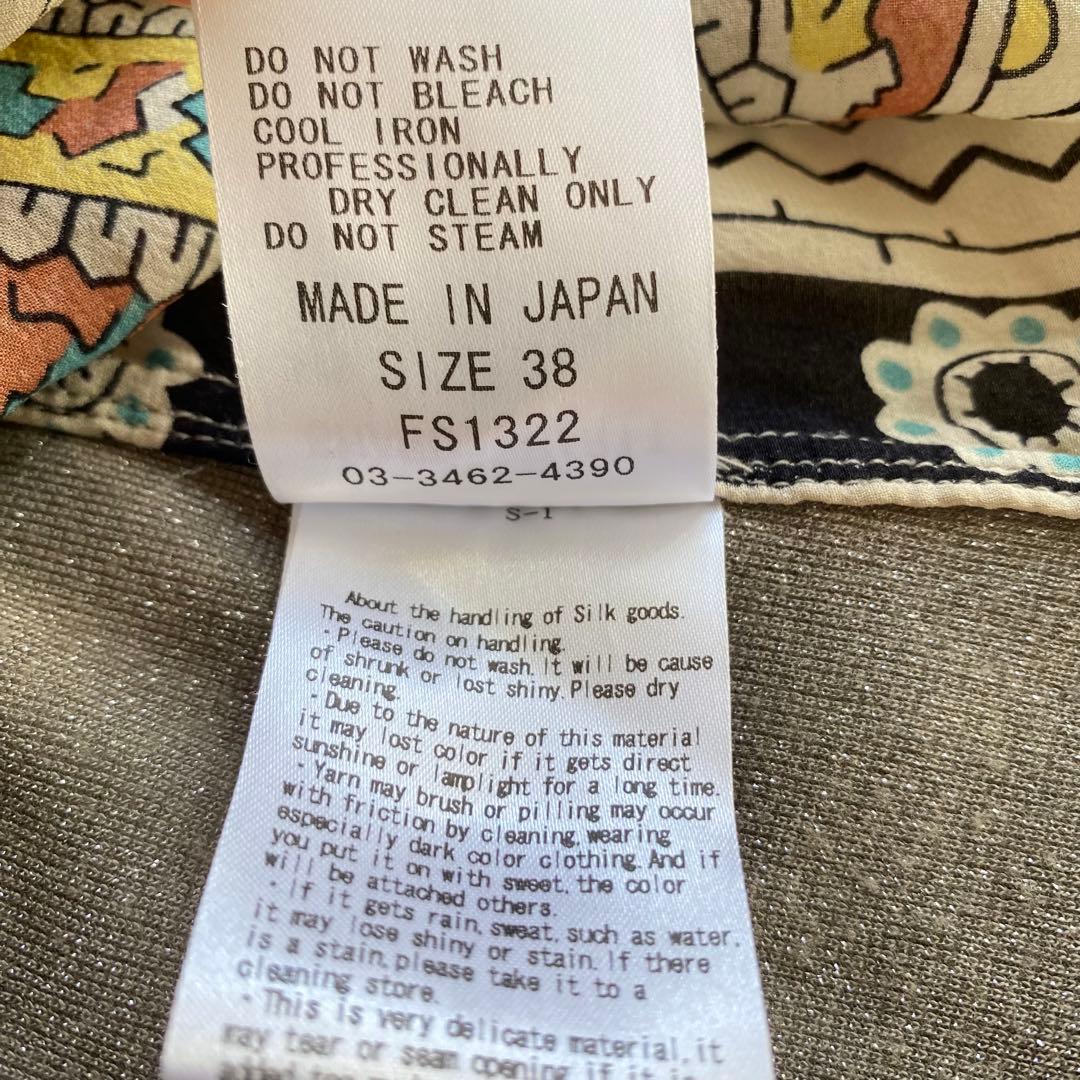 DO NOT WASH
DO NOT BLEACH
COOL IRON
PROFESSIONALLY
DRY CLEAN ONLY
DO NOT STEAM
MADE IN JAPAN
SIZE 38
FS1322
03-3462-4390
S-1
About the handling of Silk goods.
The caution on handling.
・Please do not wash. It will be cause
of shrunk or lost shiny. Please dry
cleaning.
・Due to the nature of this material
it may lost color if it gets direct
sunshine or lamplight for a long time.
・Yarn may brush or pilling may occur
with friction by cleaning, wearing
especially dark color clothing. And if
you put it on with sweet, the color
will be attached others.
・If it gets rain, sweat, such as water,
it may lose shiny or stain. If there
is a stain, please take it to a
cleaning store.
・This is very delicate material, it
may tear or seam opening if it is
added